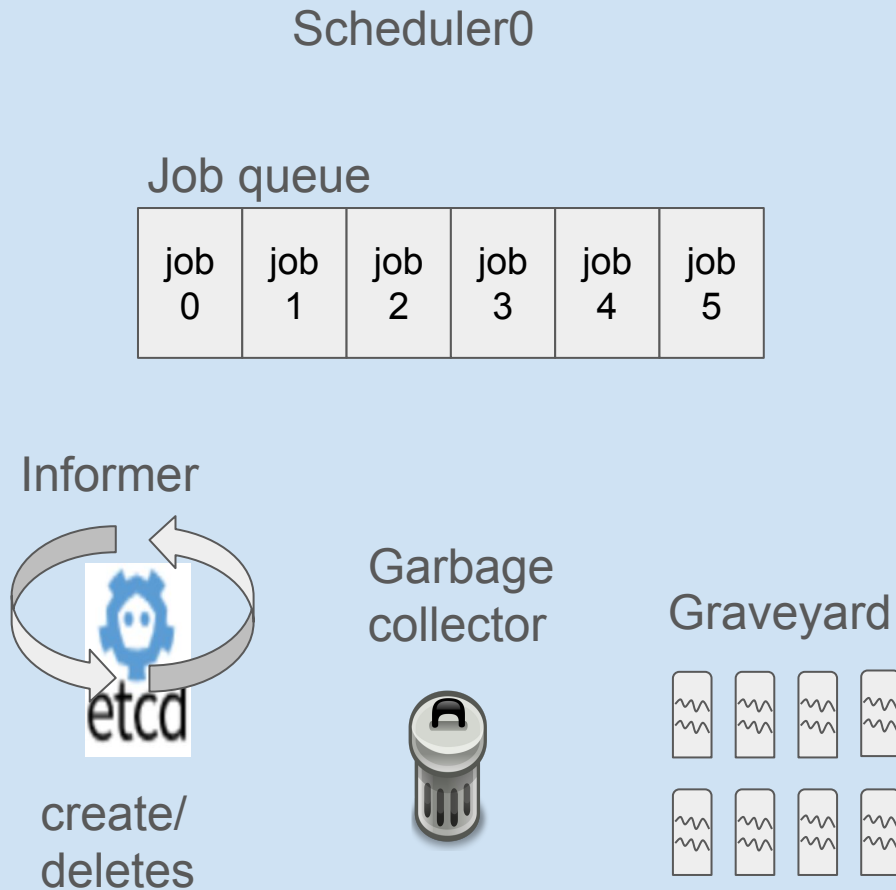 Scheduler0
Job queue
job
0
job
1
job
2
job
3
job
4
job
5
Informer
etcd
create/
deletes
Garbage
collector
Graveyard